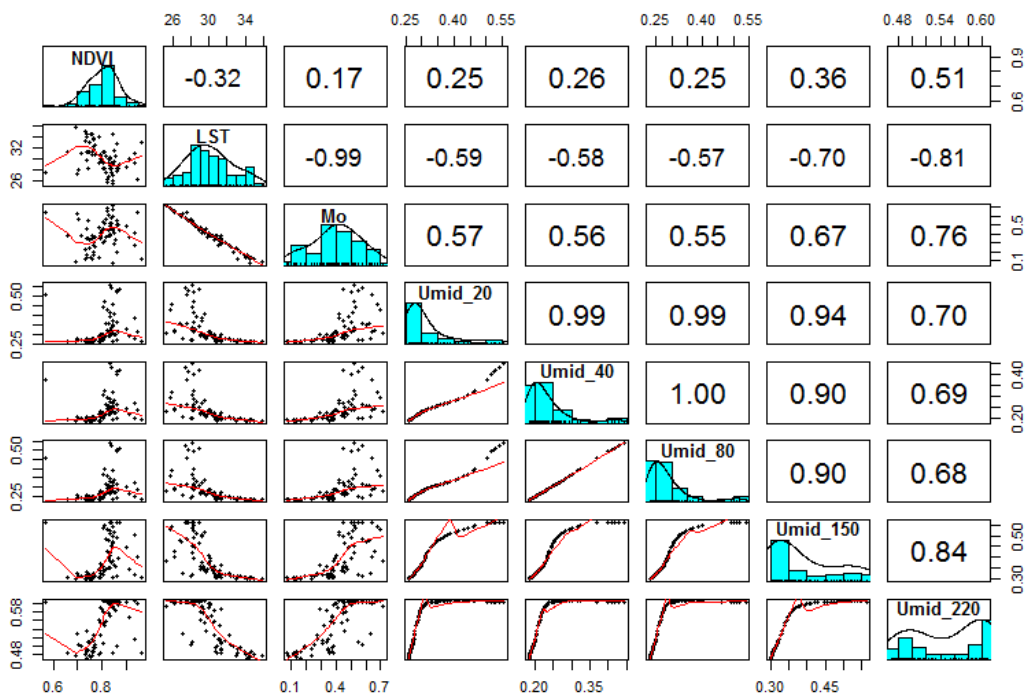 26 30 34 0.25 0.40 0.55 0.25 0.40 0.55 0.48 0.54 0.60
NDVI -0.32 0.17 0.25 0.26 0.25 0.36 0.51 0.6 0.9
26 32 LST -0.99 -0.59 -0.58 -0.57 -0.70 -0.81
Mo 0.57 0.56 0.55 0.67 0.76 0.1 0.5
0.25 0.50 Umid_20 0.99 0.99 0.94 0.70
Umid_40 1.00 0.90 0.69 0.20 0.40
0.25 0.50 Umid_80 0.90 0.68
Umid_150 0.84 0.30 0.50
0.48 0.58 Umid_220
0.6 0.8 0.1 0.4 0.7 0.20 0.35 0.30 0.45